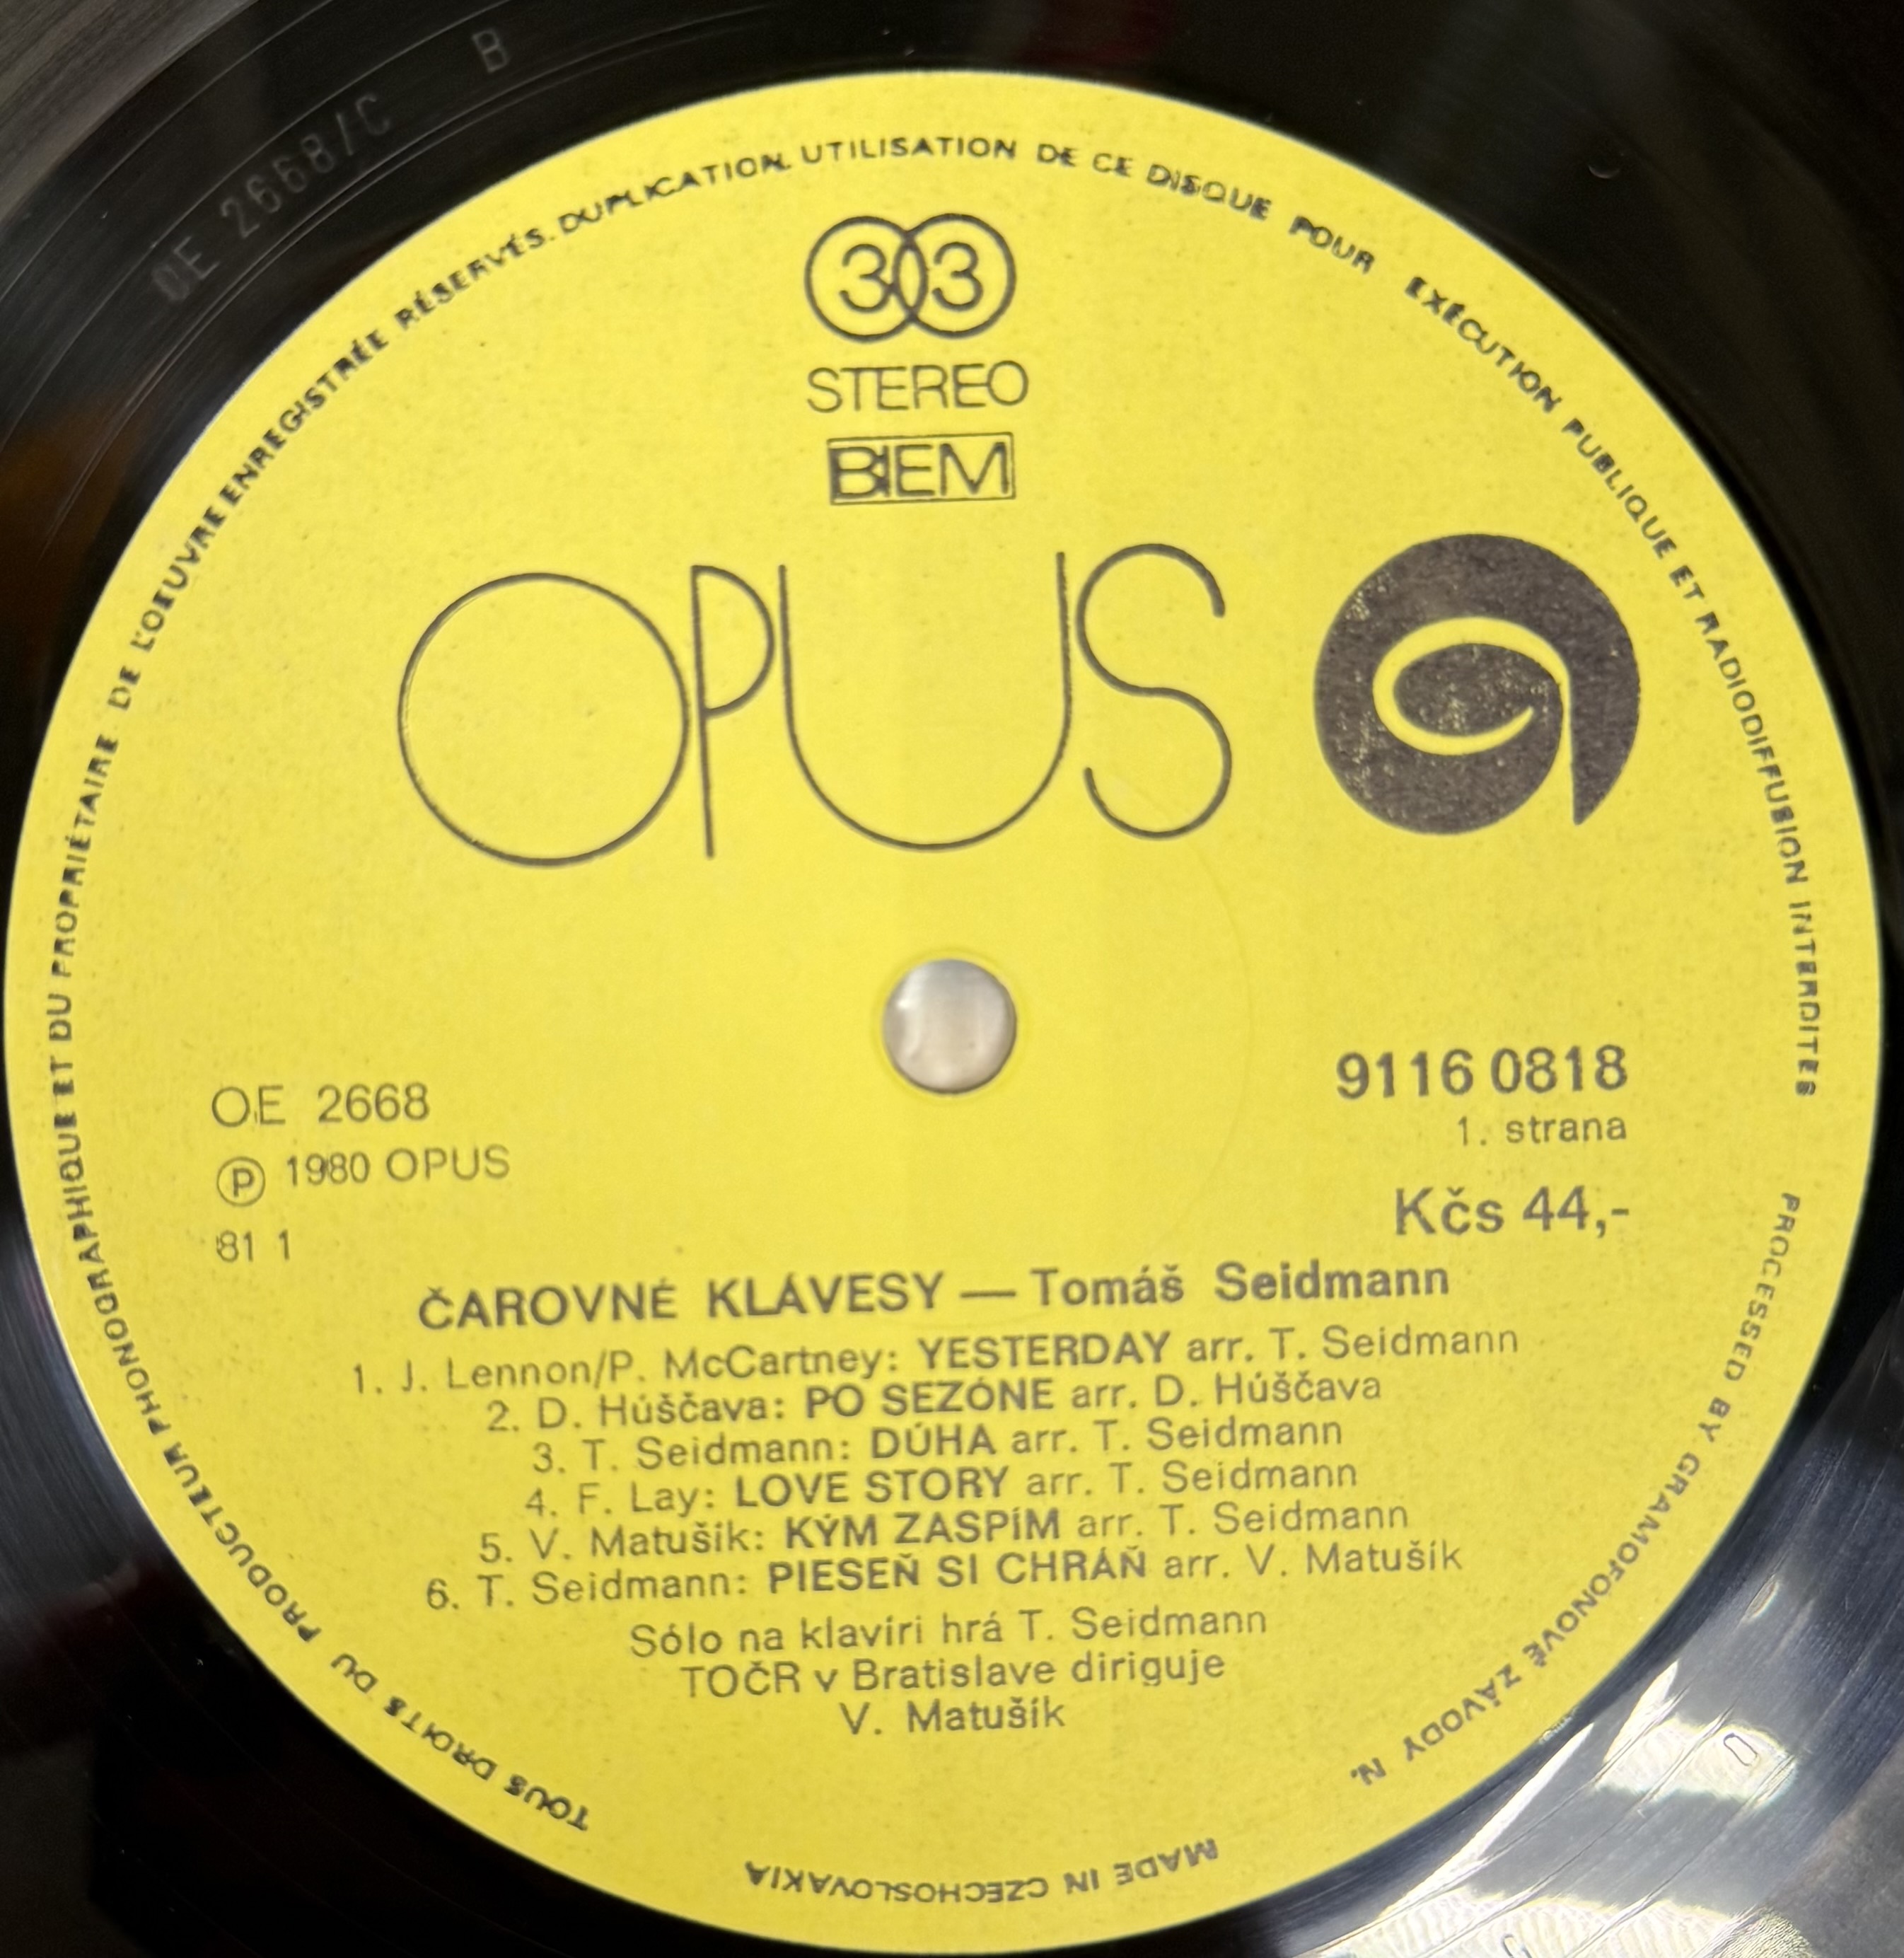 B
OE 2668/C
TOUS DROITS DU PRODUCTEUR PHONOGRAPHIQUE ET DU PROPRIÉTAIRE DE L'OEUVRE ENREGISTRÉE RÉSERVÉS. DUPLICATION. UTILISATION DE CE DISQUE POUR EXÉCUTION PUBLIQUE ET RADIODIFFUSION INTERDITES
33
STEREO
BIEM
OPUS
OE 2668
Ⓟ 1980 OPUS
81 1
9116 0818
1. strana
Kčs 44,-
ČAROVNÉ KLÁVESY — Tomáš Seidmann
1. J. Lennon/P. McCartney: YESTERDAY arr. T. Seidmann
2. D. Húščava: PO SEZÓNE arr. D. Húščava
3. T. Seidmann: DÚHA arr. T. Seidmann
4. F. Lay: LOVE STORY arr. T. Seidmann
5. V. Matušík: KÝM ZASPÍM arr. T. Seidmann
6. T. Seidmann: PIESEŇ SI CHRÁŇ arr. V. Matušík
Sólo na klavíri hrá T. Seidmann
TOČR v Bratislave diriguje
V. Matušík
PROCESSED BY GRAMOFONOVÉ ZÁVODY N.
MADE IN CZECHOSLOVAKIA